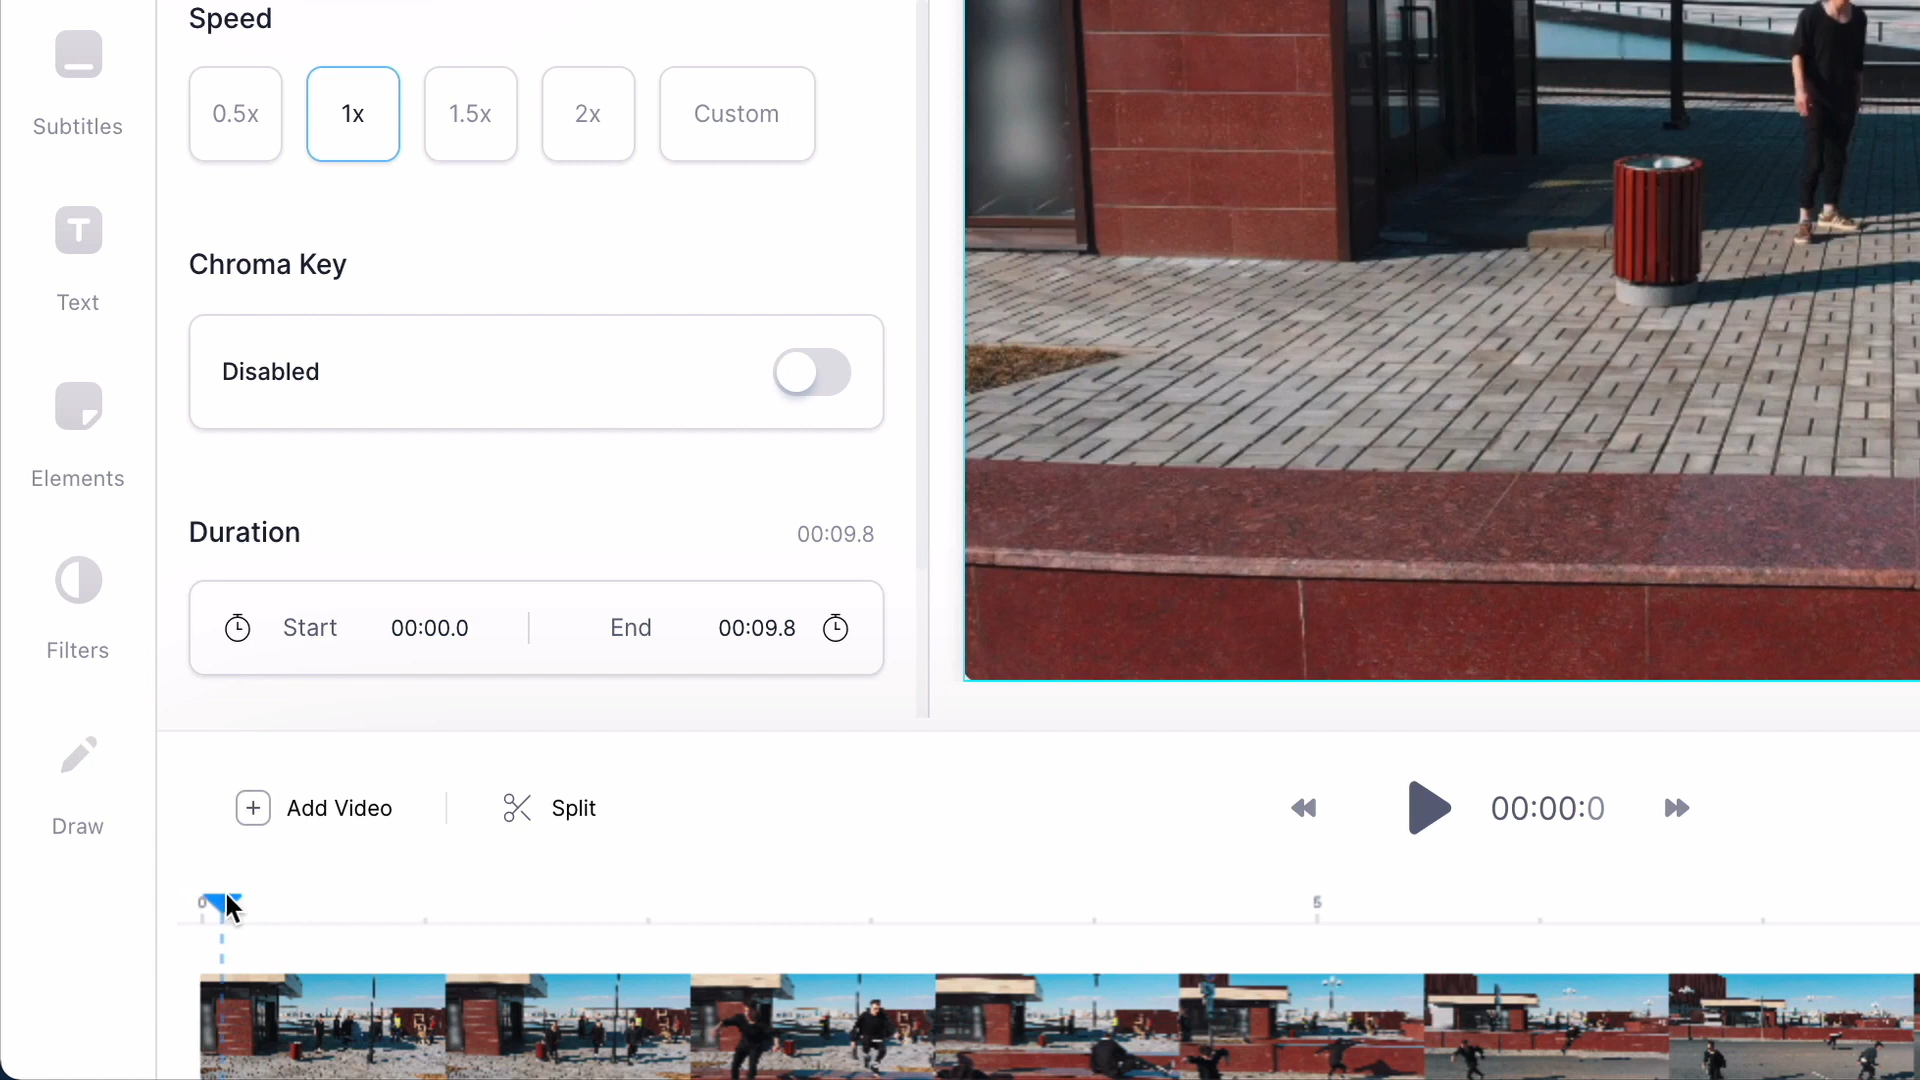 Speed
0.5x
1x
1.5x
2x
Custom
Subtitles
Text
Elements
Filters
Draw
Chroma Key
Disabled
Duration
00:09.8
Start
00:00.0
End
00:09.8
Add Video
Split
00:00:0
0
5